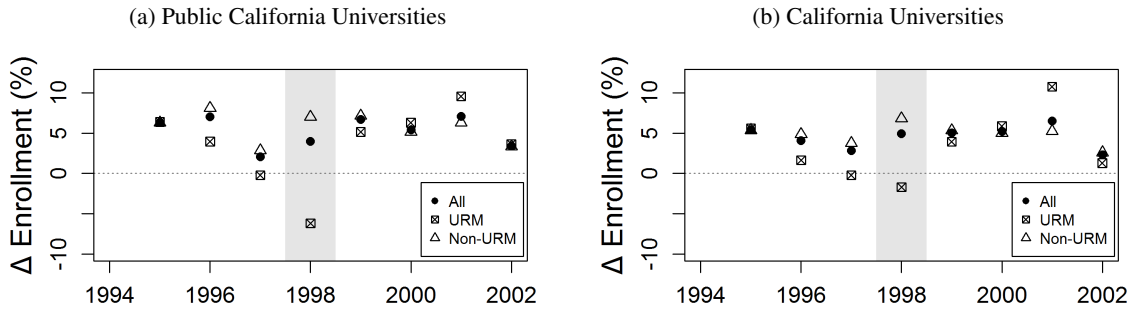 (a) Public California Universities
Δ Enrollment (%)
10
5
0
-10
All
URM
Non-URM
1994 1996 1998 2000 2002
(b) California Universities
Δ Enrollment (%)
10
5
0
-10
All
URM
Non-URM
1994 1996 1998 2000 2002